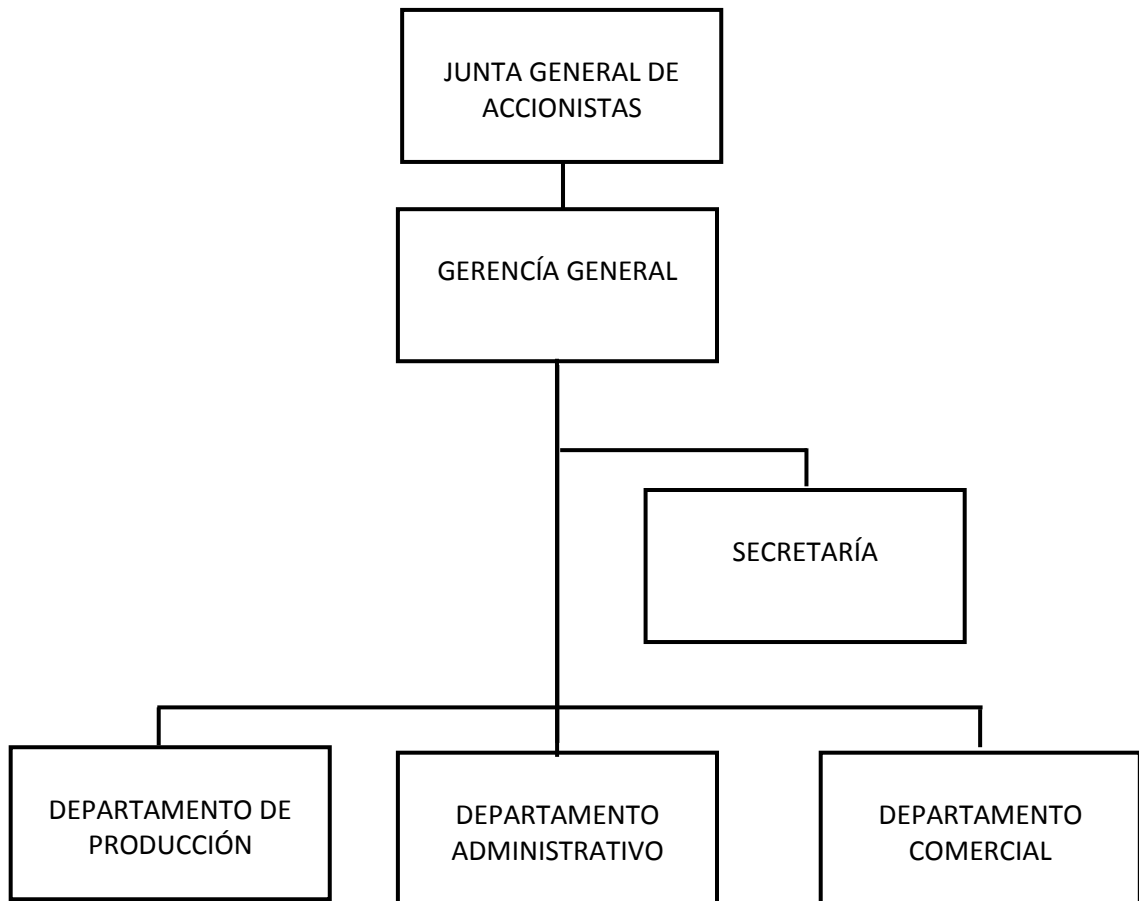 JUNTA GENERAL DE
ACCIONISTAS
GERENCÍA GENERAL
SECRETARÍA
DEPARTAMENTO DE
PRODUCCIÓN
DEPARTAMENTO
ADMINISTRATIVO
DEPARTAMENTO
COMERCIAL